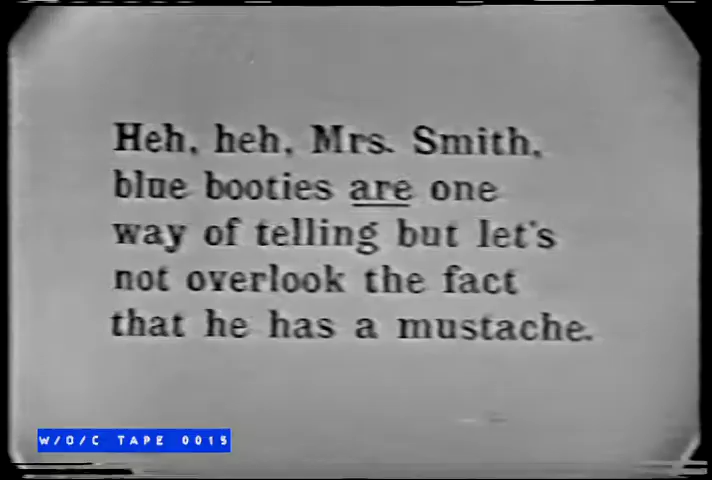 Heh, heh, Mrs. Smith,
blue booties are one
way of telling but let's
not overlook the fact
that he has a mustache.
W/O/C TAPE 0015